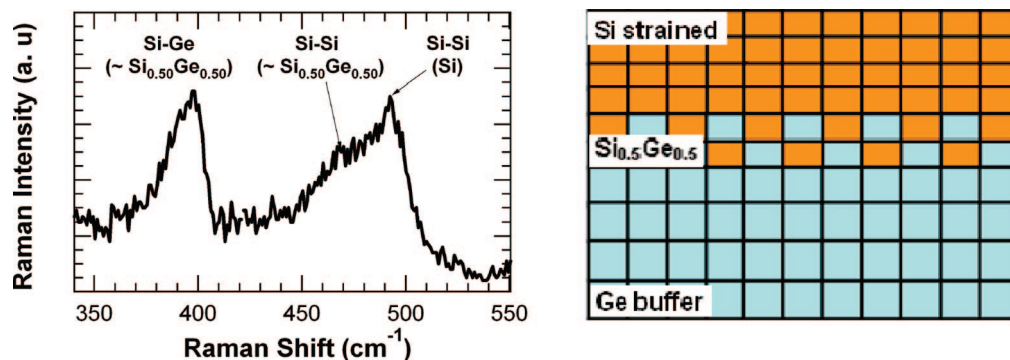 Raman Intensity (a. u)
Si-Ge
(~ Si₀.₅₀Ge₀.₅₀)
Si-Si
(~ Si₀.₅₀Ge₀.₅₀)
Si-Si
(Si)
350 400 450 500 550
Raman Shift (cm⁻¹)
Si strained
Si₀.₅Ge₀.₅
Ge buffer